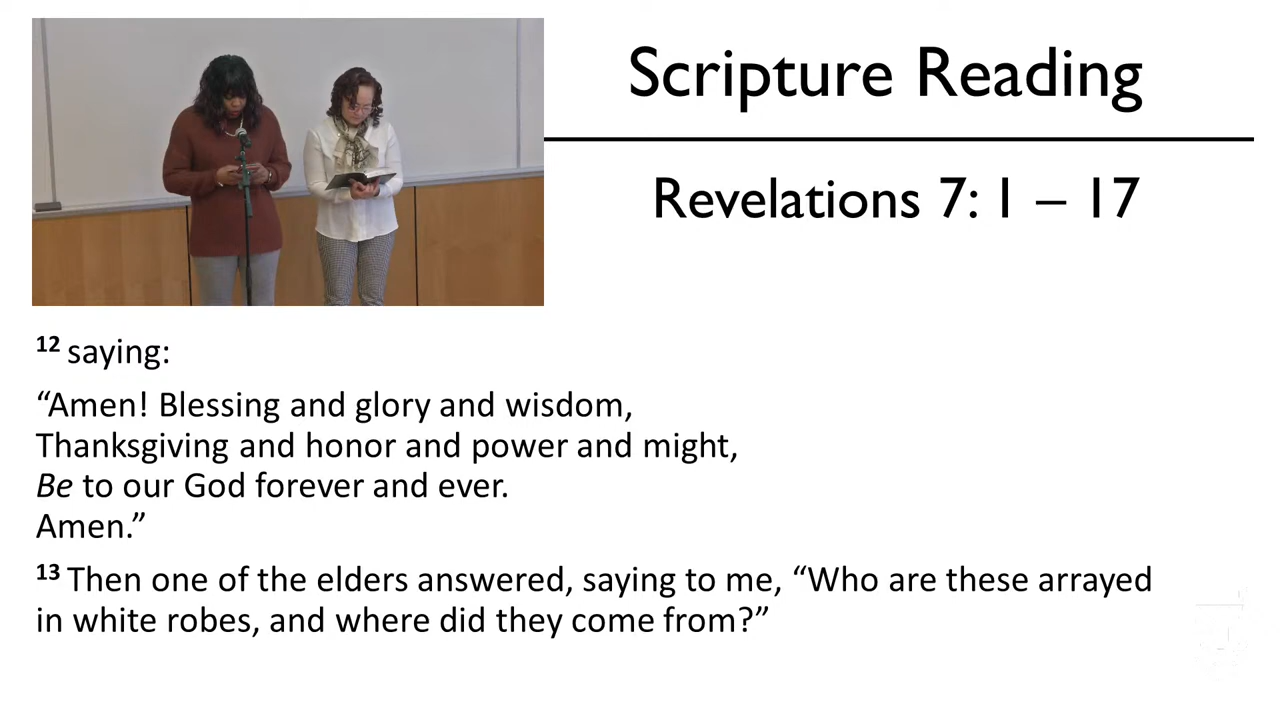 Scripture Reading
Revelations 7: 1 – 17
12 saying:
“Amen! Blessing and glory and wisdom,
Thanksgiving and honor and power and might,
Be to our God forever and ever.
Amen.”
13 Then one of the elders answered, saying to me, “Who are these arrayed
in white robes, and where did they come from?”